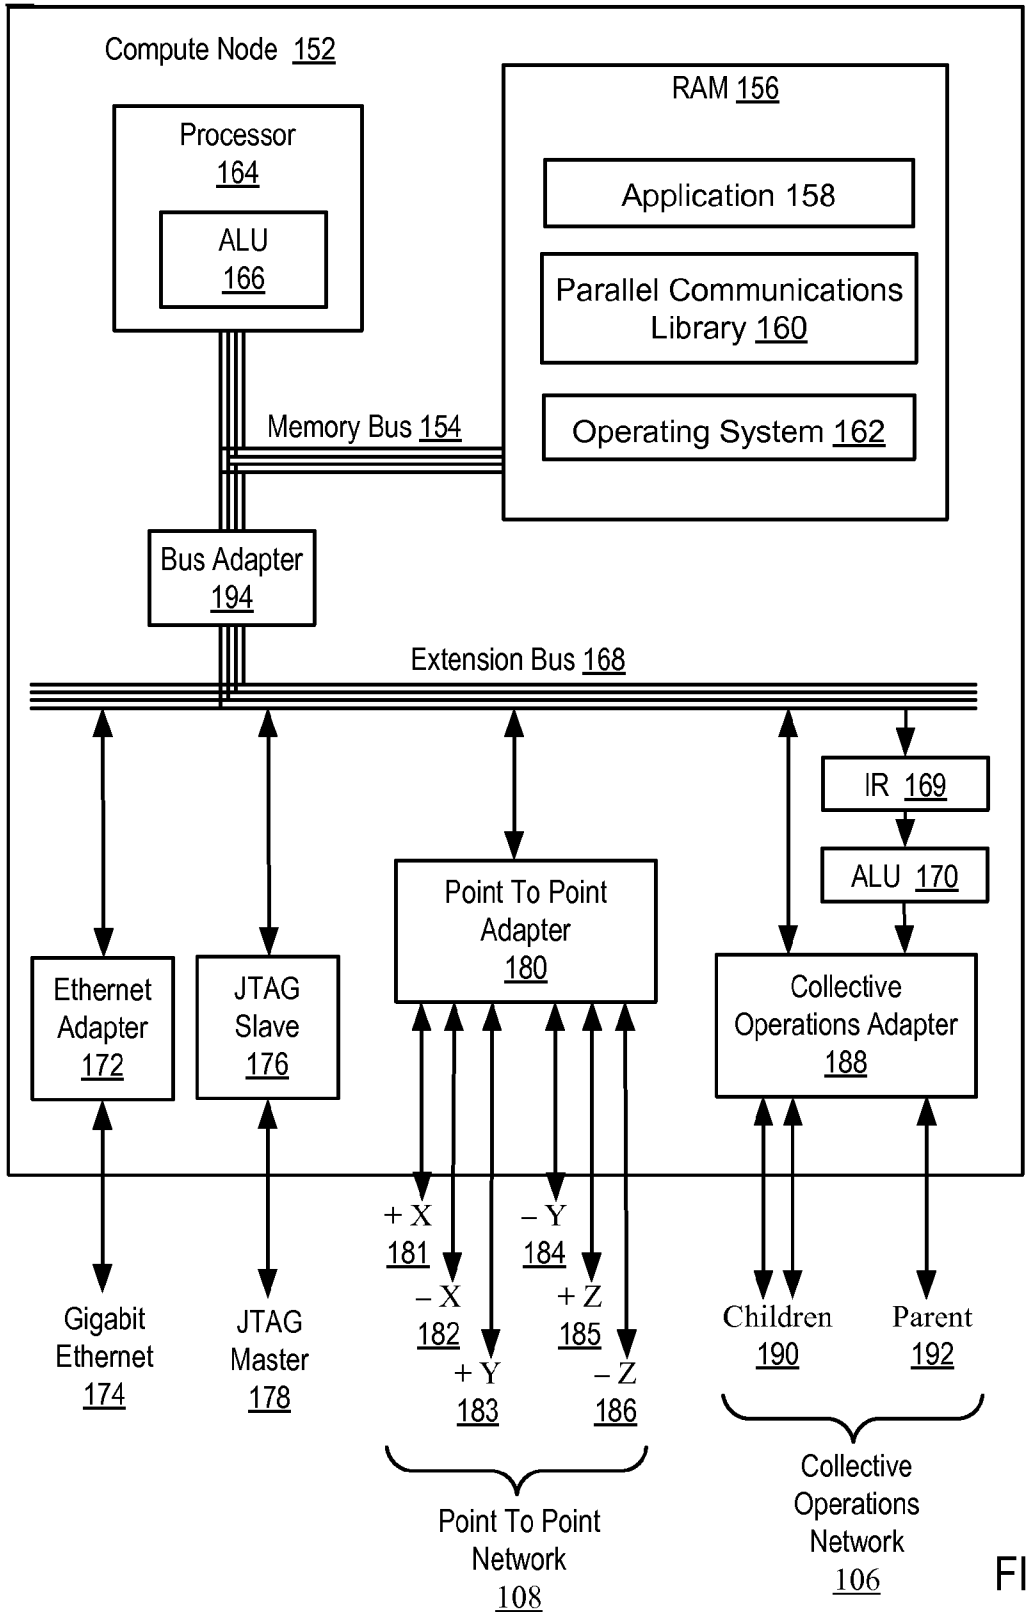 Compute Node 152
RAM 156
Processor
164
ALU
166
Application 158
Parallel Communications
Library 160
Operating System 162
Memory Bus 154
Bus Adapter
194
Extension Bus 168
IR 169
ALU 170
Point To Point
Adapter
180
Ethernet
Adapter
172
JTAG
Slave
176
Collective
Operations Adapter
188
+ X
181
– X
182
+ Y
183
– Y
184
+ Z
185
– Z
186
Gigabit
Ethernet
174
JTAG
Master
178
Children
190
Parent
192
Point To Point
Network
108
Collective
Operations
Network
106
FI